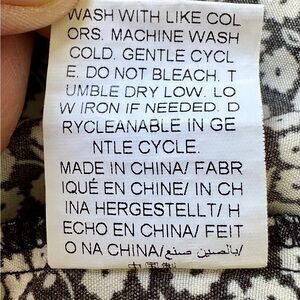 WASH WITH LIKE COL
ORS. MACHINE WASH
COLD. GENTLE CYCL
E. DO NOT BLEACH. T
UMBLE DRY LOW. LO
W IRON IF NEEDED. D
RYCLEANABLE IN GE
NTLE CYCLE.
MADE IN CHINA/ FABR
IQUÉ EN CHINE/ IN CH
INA HERGESTELLT/ H
ECHO EN CHINA/ FEIT
O NA CHINA/بالصين صنع/